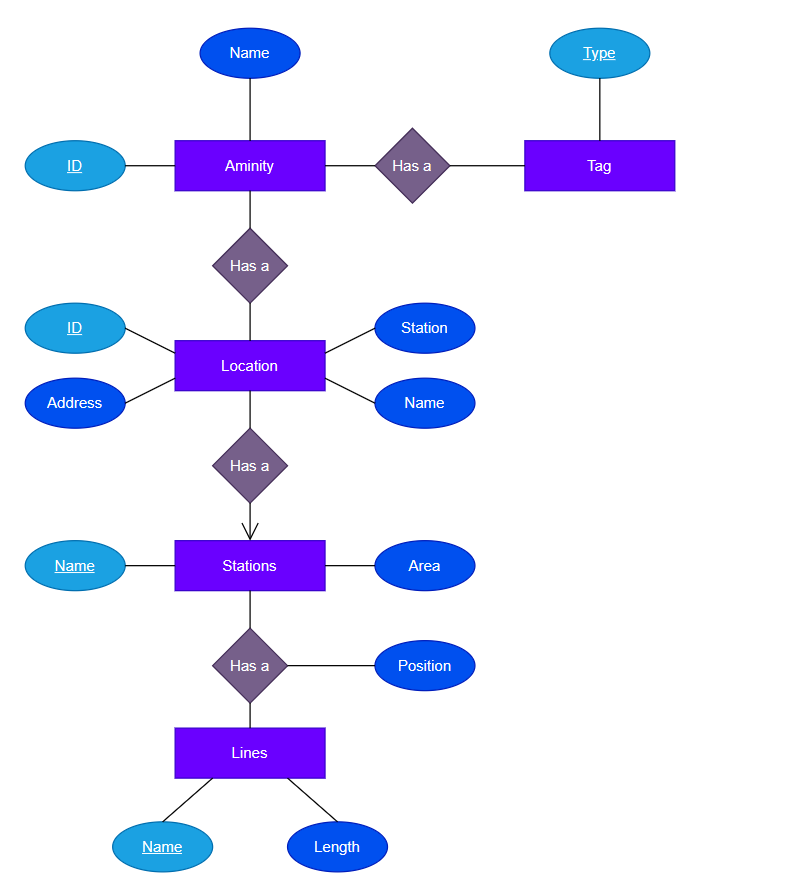 Name
Type
ID
Aminity
Has a
Tag
Has a
ID
Station
Location
Address
Name
Has a
Name
Stations
Area
Has a
Position
Lines
Name
Length